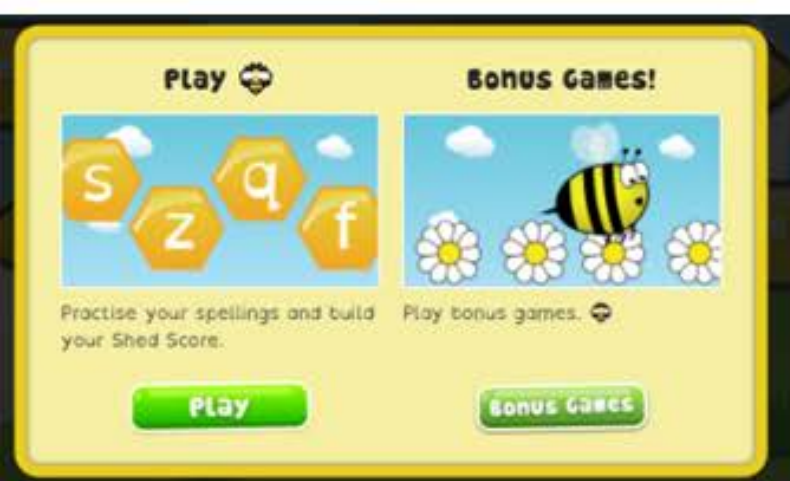 Play
Bonus Games!
s
z
q
f
Practise your spellings and build
your Shed Score.
Play bonus games.
Play
Bonus Games